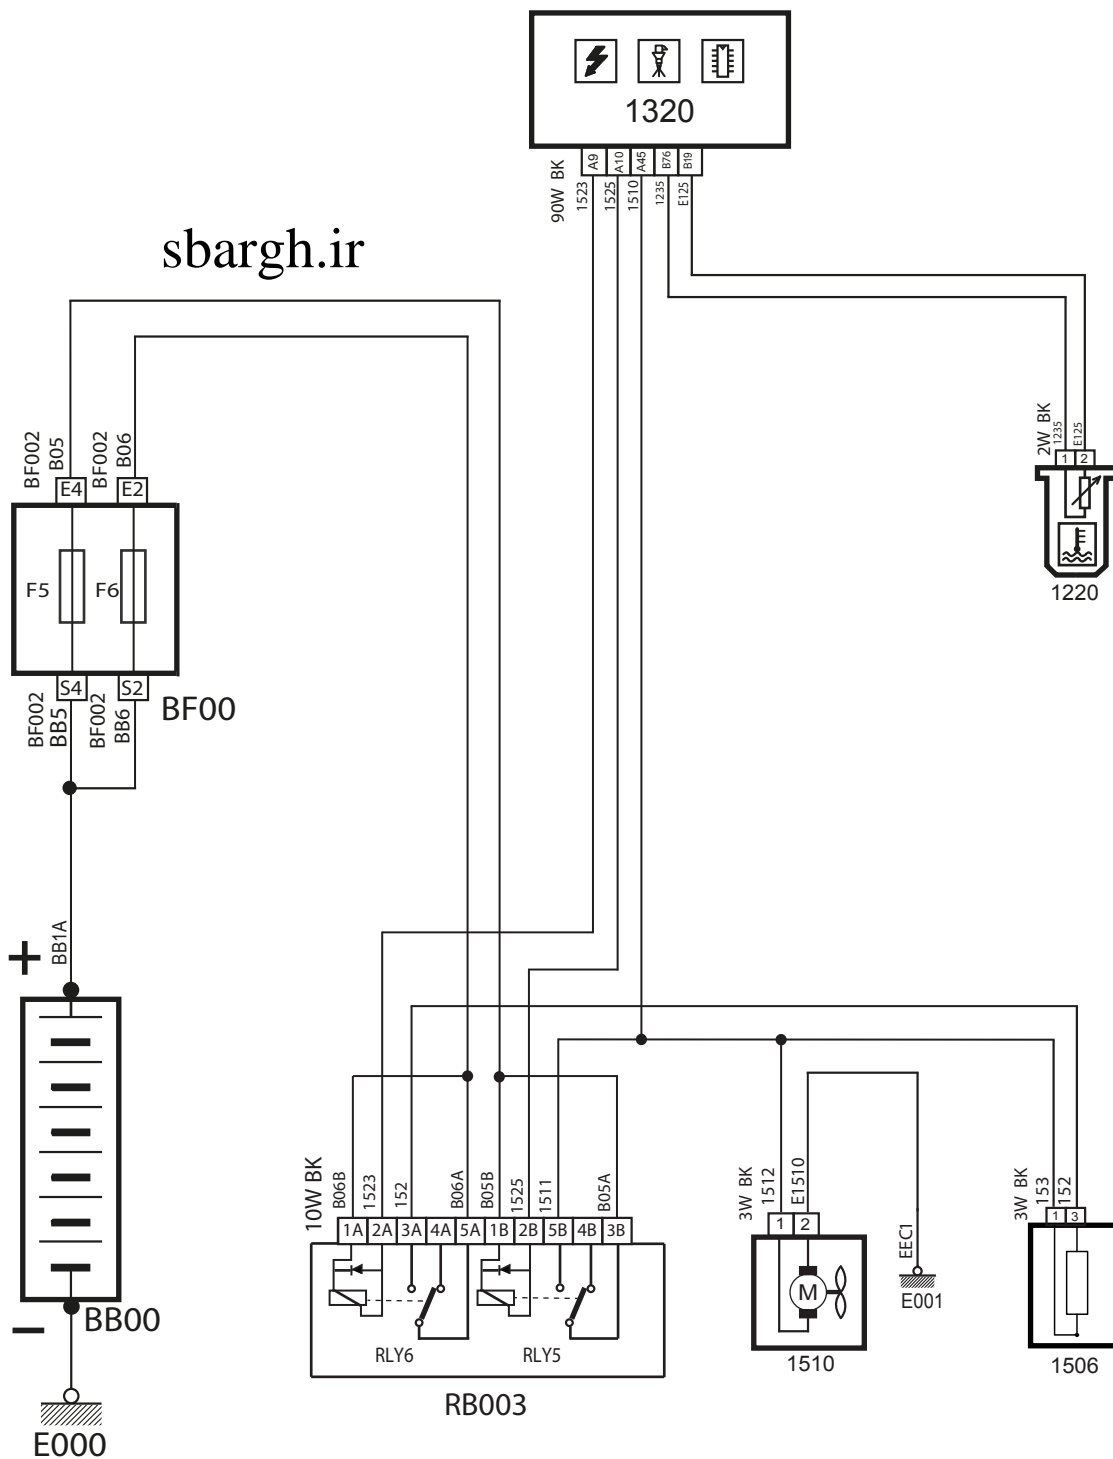 1320
90W BK
A9
A10
A45
B76
B19
1523
1525
1510
1235
E125
sbargh.ir
BF002
B05
BF002
B06
E4
E2
F5
F6
S4
S2
BF002
BB5
BF002
BB6
BF00
2W BK
1235
E125
1
2
1220
+
BB1A
−
BB00
E000
10W BK
B06B
1523
152
B06A
B05B
1525
1511
B05A
1A
2A
3A
4A
5A
1B
2B
5B
4B
3B
RLY6
RLY5
RB003
3W BK
1512
E1510
1
2
M
1510
EEC1
E001
3W BK
153
152
1
3
1506